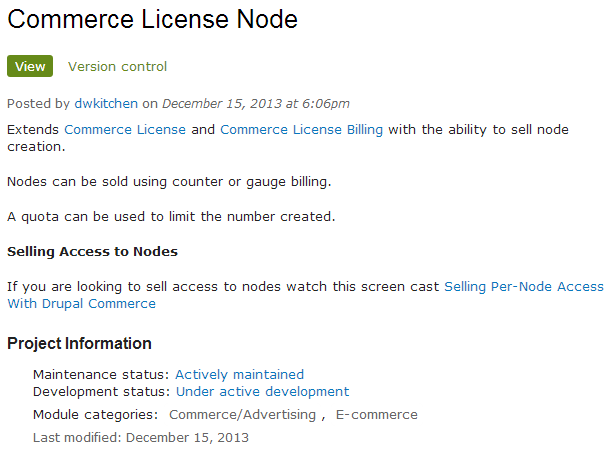 Commerce License Node
View Version control
Posted by dwkitchen on December 15, 2013 at 6:06pm
Extends Commerce License and Commerce License Billing with the ability to sell node
creation.
Nodes can be sold using counter or gauge billing.
A quota can be used to limit the number created.
Selling Access to Nodes
If you are looking to sell access to nodes watch this screen cast Selling Per-Node Access
With Drupal Commerce
Project Information
Maintenance status: Actively maintained
Development status: Under active development
Module categories: Commerce/Advertising , E-commerce
Last modified: December 15, 2013